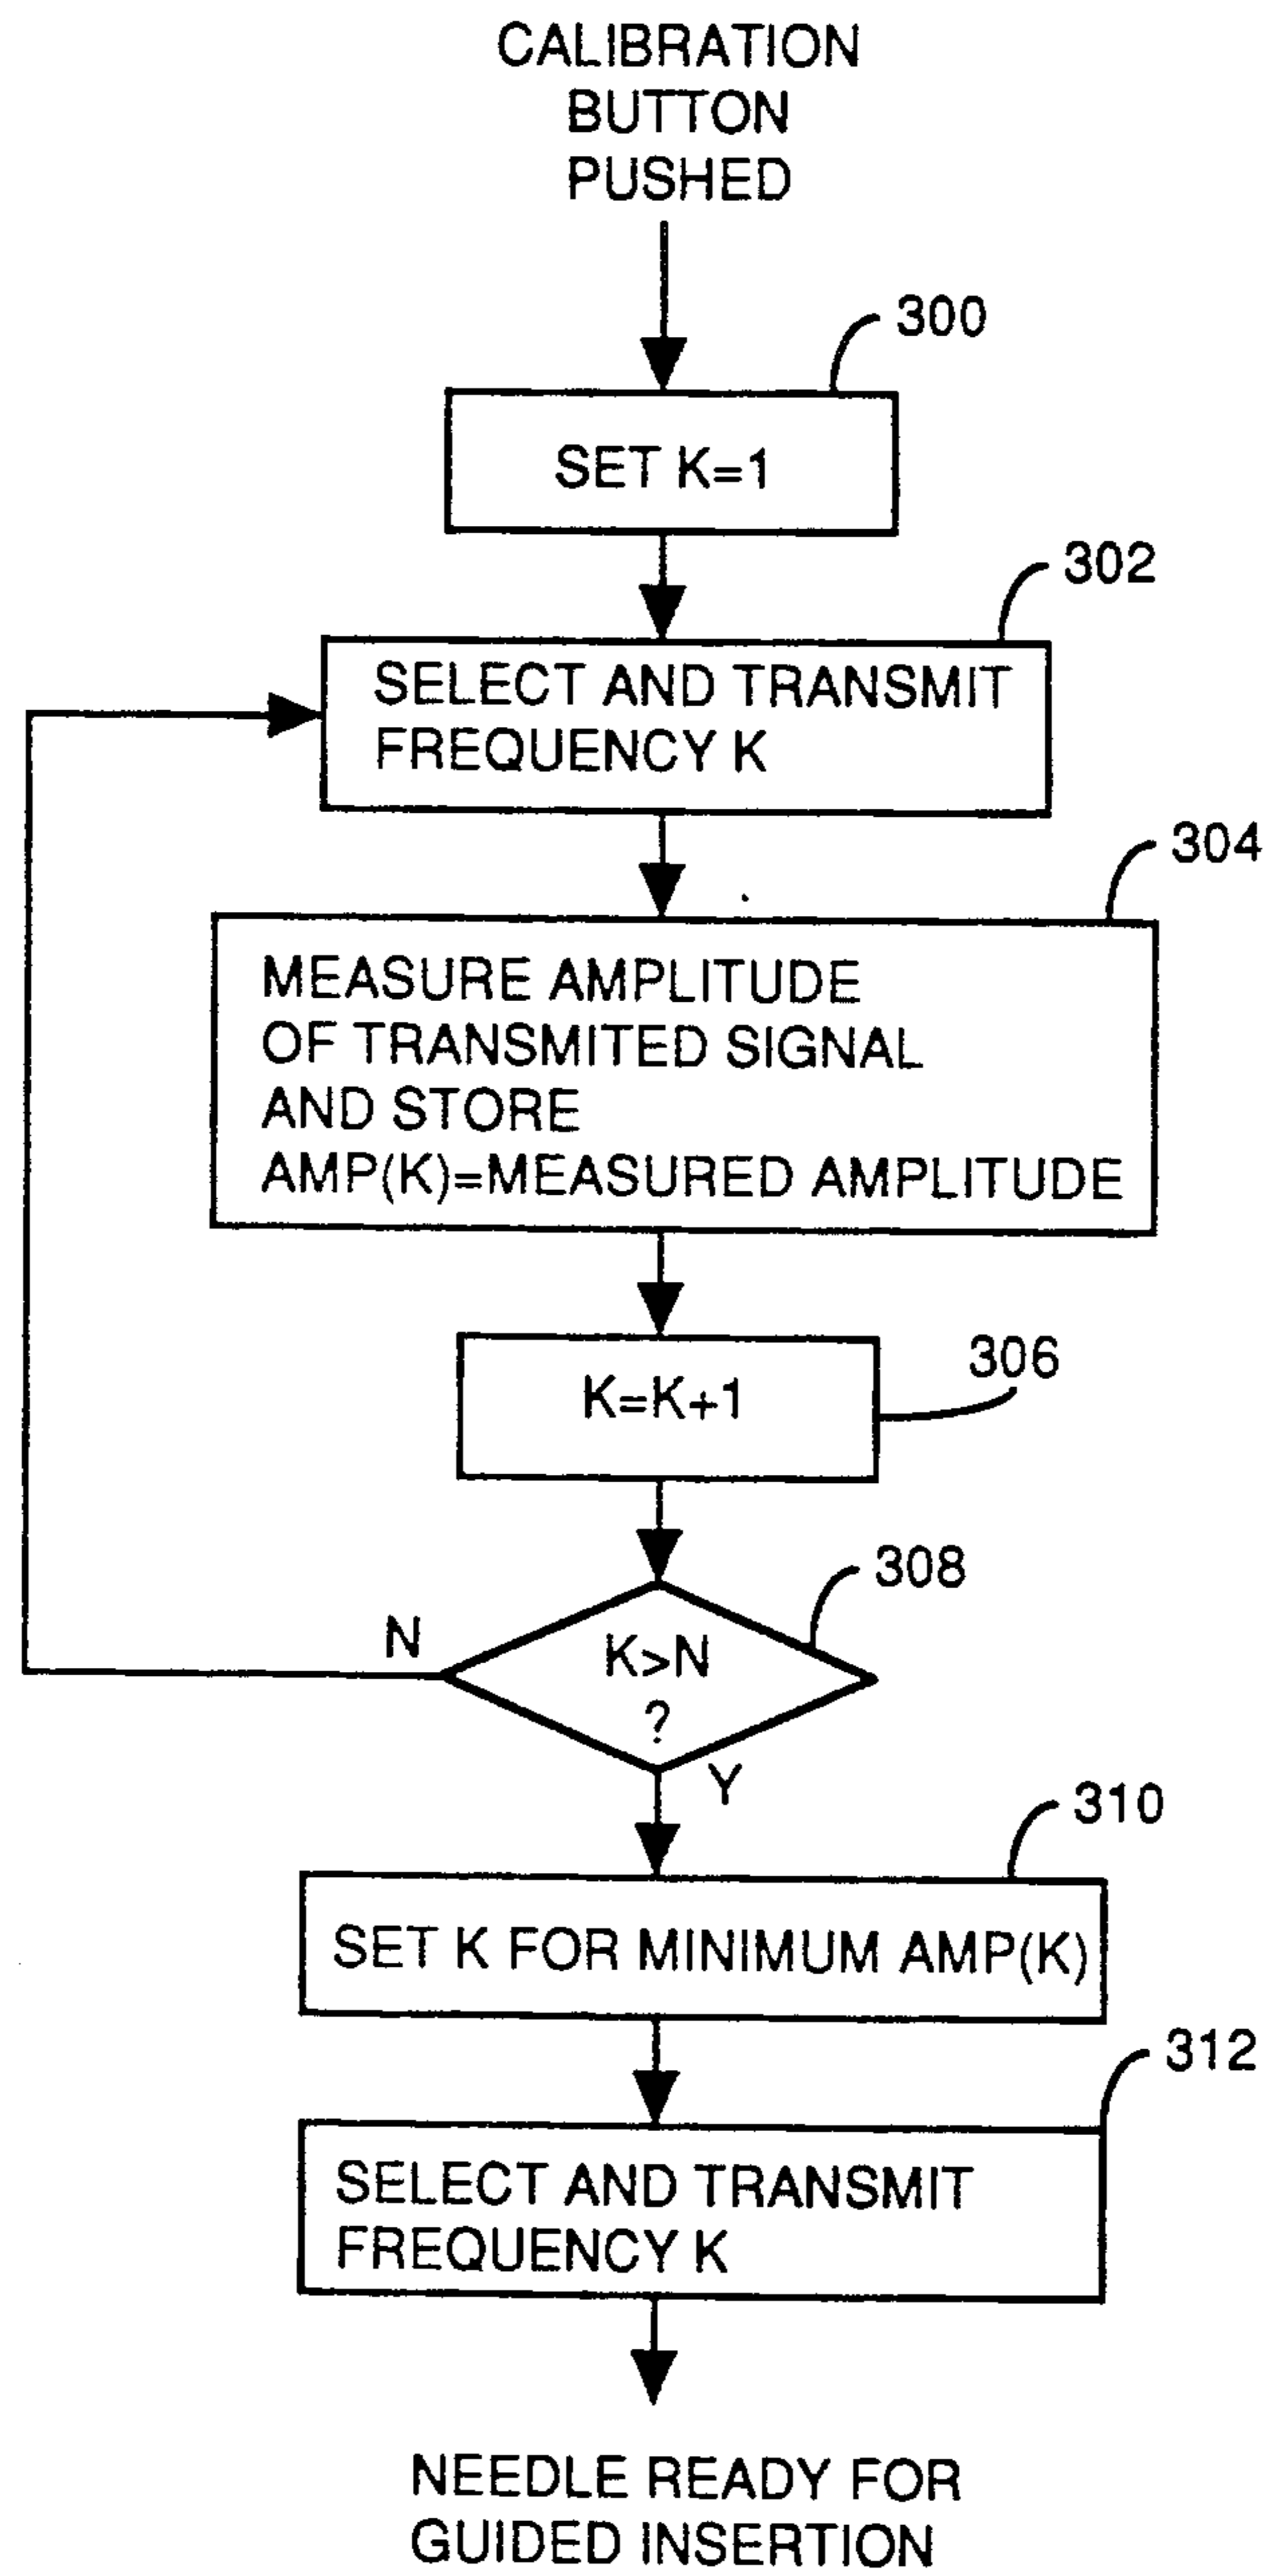 CALIBRATION
BUTTON
PUSHED
300
SET K=1
302
SELECT AND TRANSMIT
FREQUENCY K
304
MEASURE AMPLITUDE
OF TRANSMITED SIGNAL
AND STORE
AMP(K)=MEASURED AMPLITUDE
306
K=K+1
308
N
K>N
?
Y
310
SET K FOR MINIMUM AMP(K)
312
SELECT AND TRANSMIT
FREQUENCY K
NEEDLE READY FOR
GUIDED INSERTION